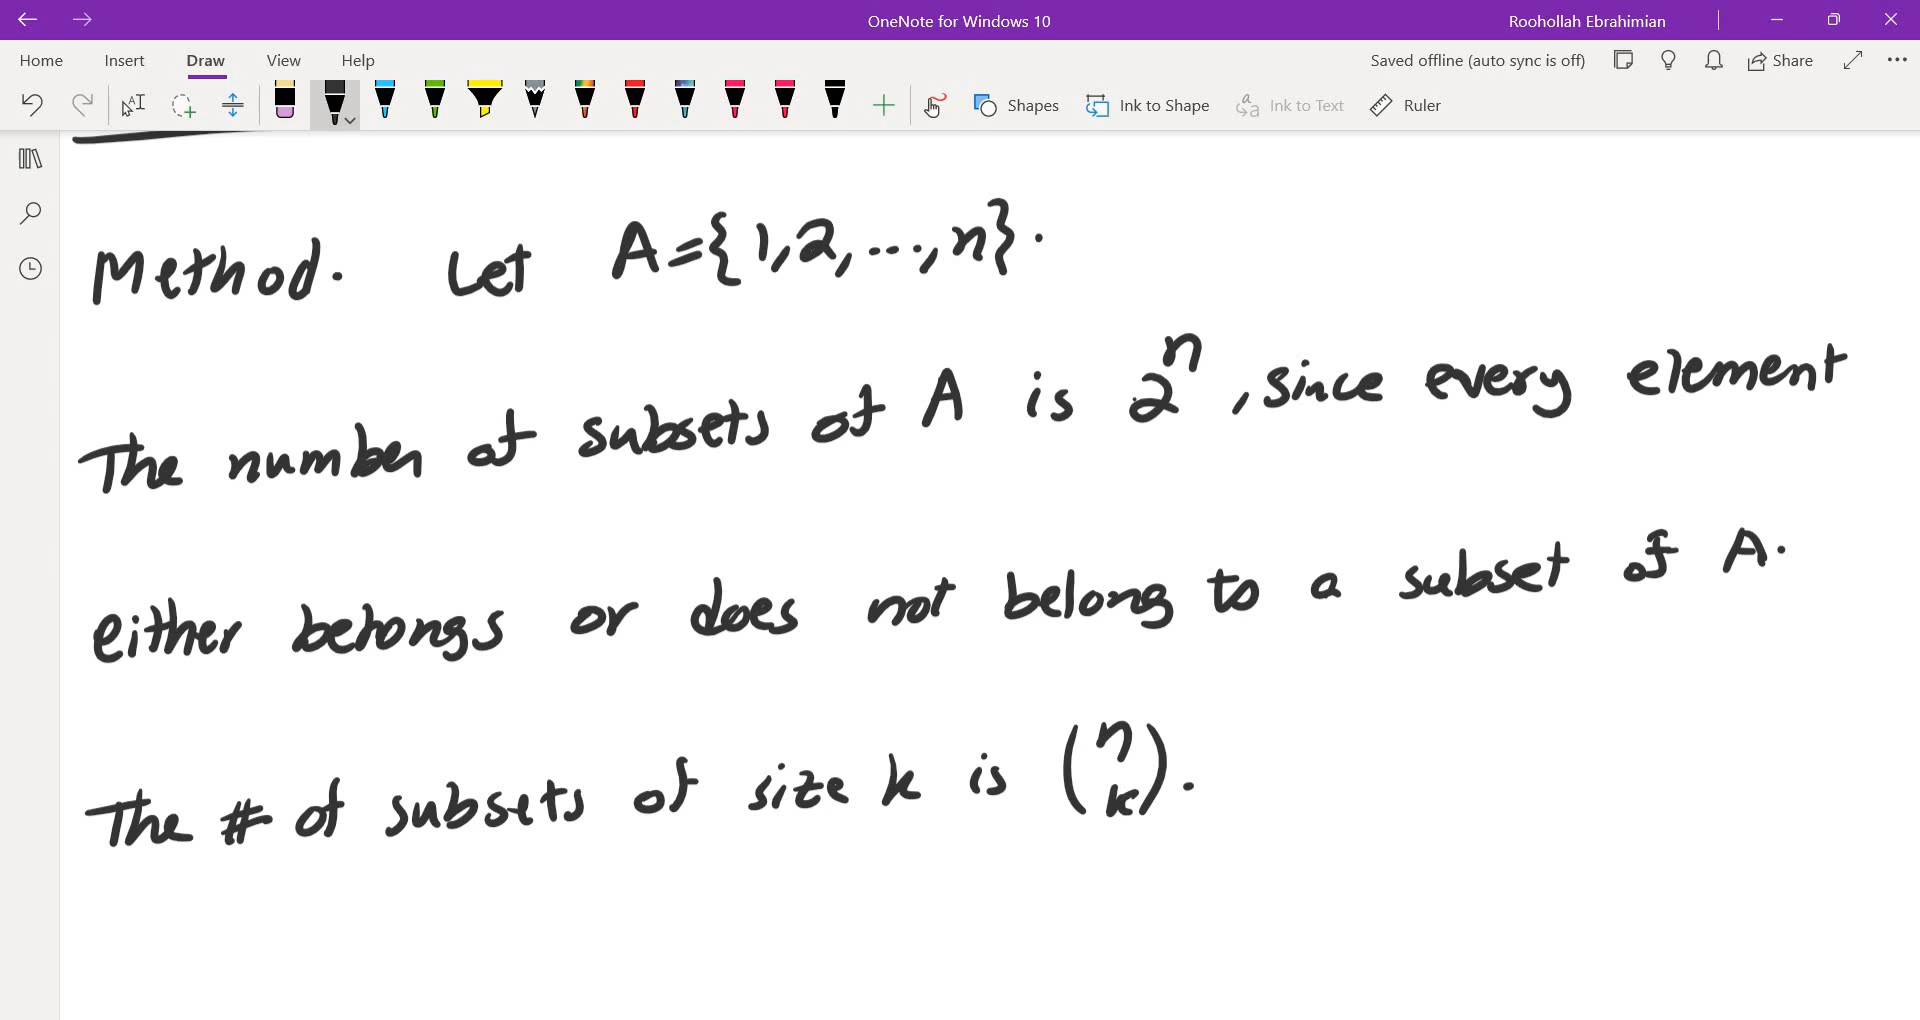 OneNote for Windows 10
Roohollah Ebrahimian
Home Insert Draw View Help
Saved offline (auto sync is off) Share
Shapes Ink to Shape Ink to Text Ruler
Method. Let A={1,2,...,n}.
The number of subsets of A is 2^n, since every element
either belongs or does not belong to a subset of A.
The # of subsets of size k is (n k).